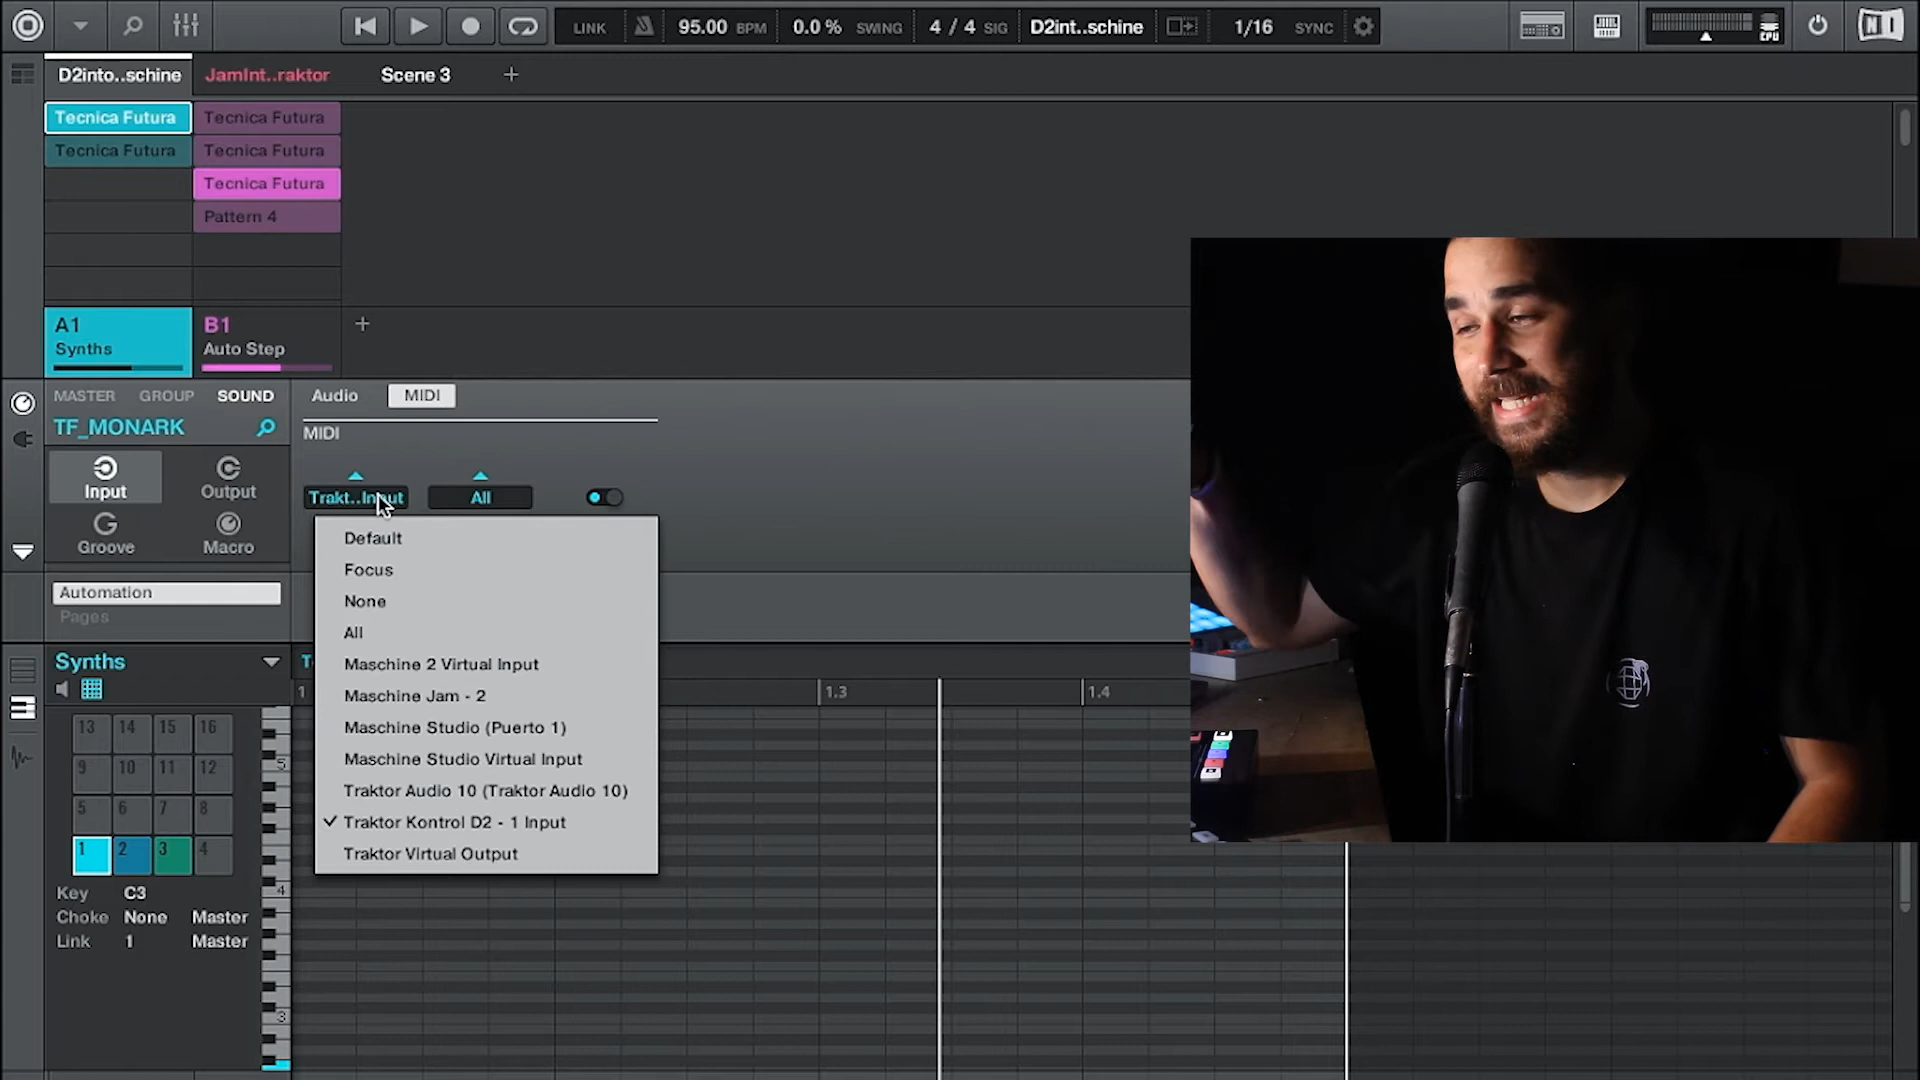 LINK 95.00 BPM 0.0 % SWING 4 / 4 SIG D2int..schine 1/16 SYNC CPU NI
D2into..schine JamInt..raktor Scene 3 +
Tecnica Futura Tecnica Futura
Tecnica Futura Tecnica Futura
Tecnica Futura
Pattern 4
A1 B1 +
Synths Auto Step
MASTER GROUP SOUND Audio MIDI
TF_MONARK MIDI
Input Output Trakt..Input All
Groove Macro
Default
Focus
Automation None
Pages
All
Synths Maschine 2 Virtual Input
Maschine Jam - 2
1 1.3 1.4
Maschine Studio (Puerto 1)
Maschine Studio Virtual Input
Traktor Audio 10 (Traktor Audio 10)
Traktor Kontrol D2 - 1 Input
Traktor Virtual Output
13 14 15 16
9 10 11 12 5
5 6 7 8
1 2 3 4
Key C3 4
Choke None Master
Link 1 Master
3